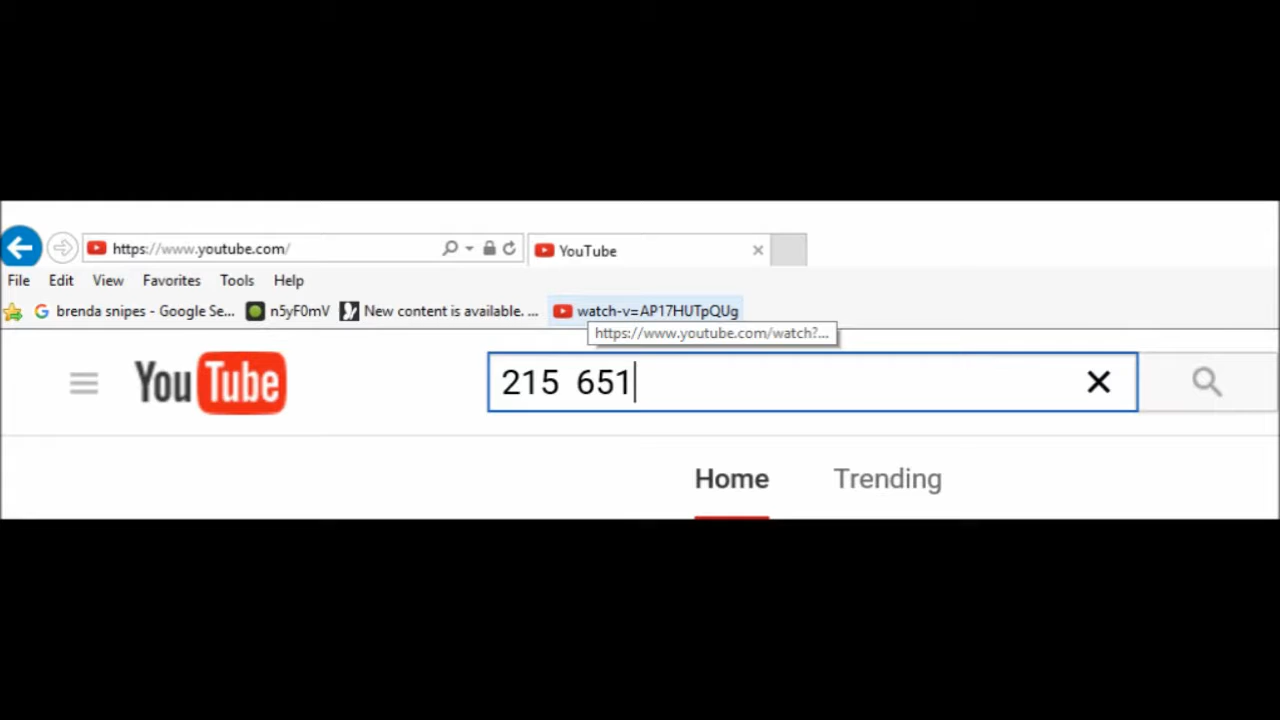 https://www.youtube.com/ YouTube
File Edit View Favorites Tools Help
brenda snipes - Google Se... n5yF0mV New content is available. ... watch-v=AP17HUTpQUg
https://www.youtube.com/watch?...
YouTube 215 651
Home Trending